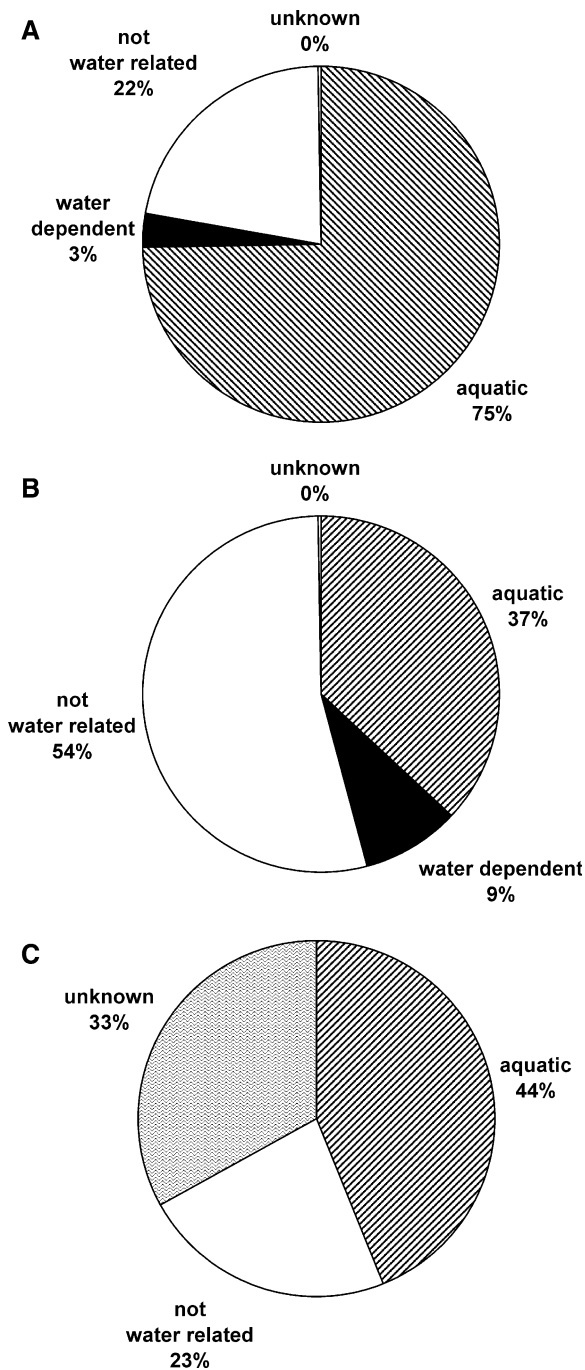 A
unknown
0%
not
water related
22%
water
dependent
3%
aquatic
75%
B
unknown
0%
aquatic
37%
not
water related
54%
water dependent
9%
C
unknown
33%
aquatic
44%
not
water related
23%